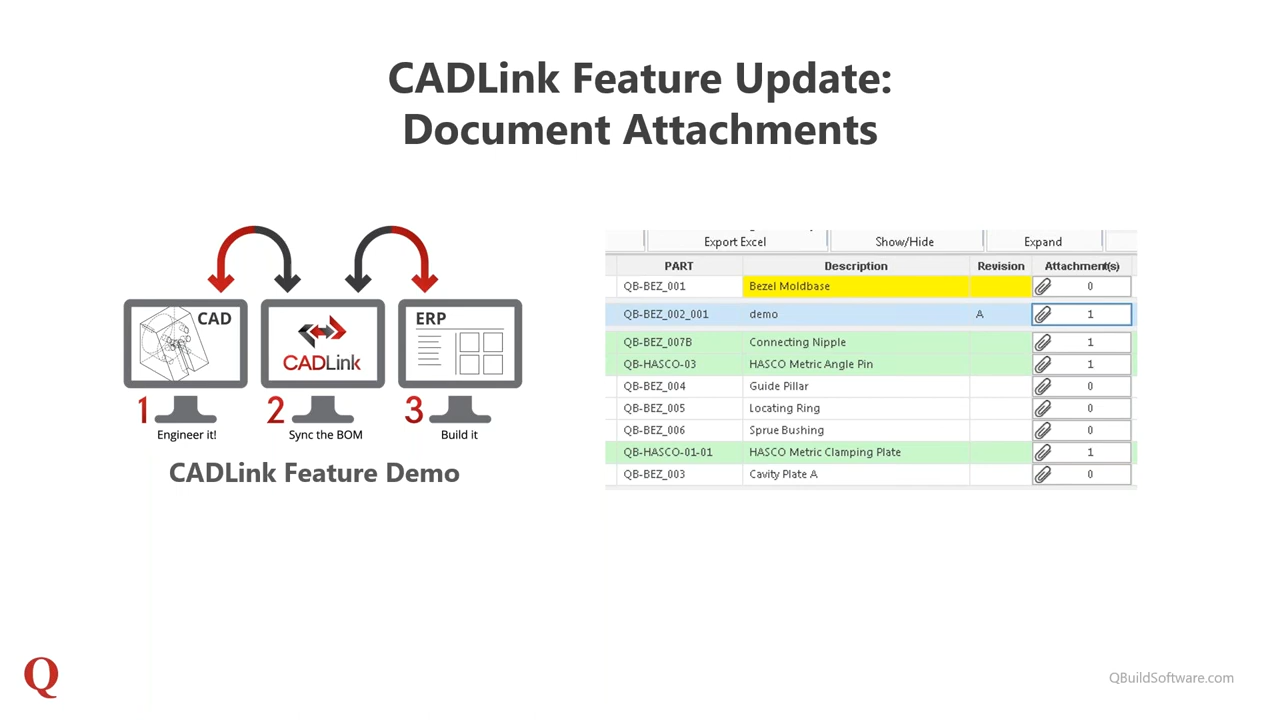 CADLink Feature Update:
Document Attachments
CAD
CADLink
ERP
1
2
3
Engineer it!
Sync the BOM
Build it
CADLink Feature Demo
Export Excel Show/Hide Expand
PART Description Revision Attachment(s)
QB-BEZ_001 Bezel Moldbase 0
QB-BEZ_002_001 demo A 1
QB-BEZ_007B Connecting Nipple 1
QB-HASCO-03 HASCO Metric Angle Pin 1
QB-BEZ_004 Guide Pillar 0
QB-BEZ_005 Locating Ring 0
QB-BEZ_006 Sprue Bushing 0
QB-HASCO-01-01 HASCO Metric Clamping Plate 1
QB-BEZ_003 Cavity Plate A 0
Q
QBuildSoftware.com